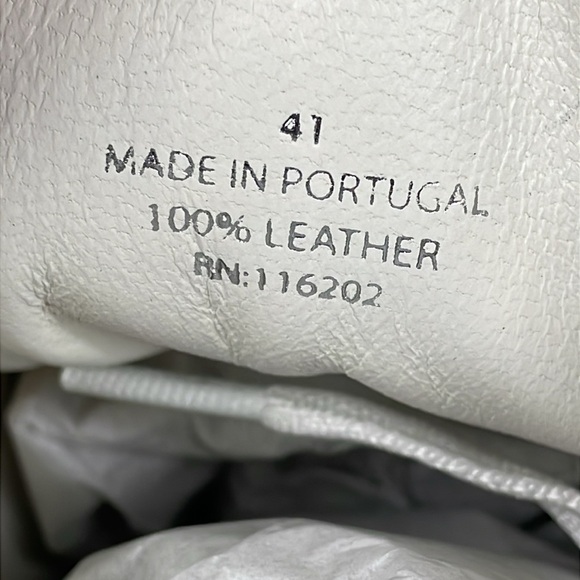 41
MADE IN PORTUGAL
100% LEATHER
RN:116202